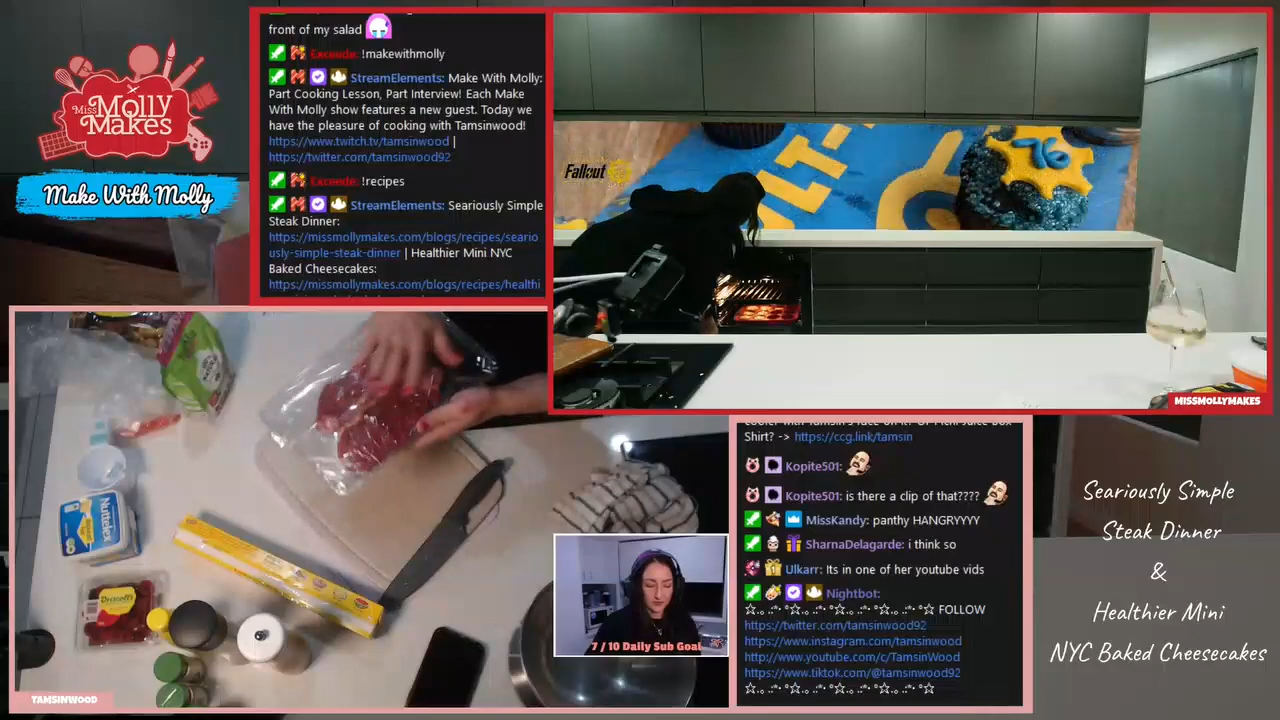 Miss
Molly
Makes
Make With Molly
front of my salad
Exceede: !makewithmolly
StreamElements: Make With Molly:
Part Cooking Lesson, Part Interview! Each Make
With Molly show features a new guest. Today we
have the pleasure of cooking with Tamsinwood!
https://www.twitch.tv/tamsinwood |
https://twitter.com/tamsinwood92
Exceede: !recipes
StreamElements: Seariously Simple
Steak Dinner:
https://missmollymakes.com/blogs/recipes/seario
usly-simple-steak-dinner | Healthier Mini NYC
Baked Cheesecakes:
https://missmollymakes.com/blogs/recipes/healthi
Fallout
76
MISSMOLLYMAKES
Nuttelex
Driscoll's
TAMSINWOOD
7 / 10 Daily Sub Goal
Shirt? -> https://ccg.link/tamsin
Kopite501:
Kopite501: is there a clip of that????
MissKandy: panthy HANGRYYYY
SharnaDelagarde: i think so
Ulkarr: Its in one of her youtube vids
Nightbot:
FOLLOW
https://twitter.com/tamsinwood92
https://www.instagram.com/tamsinwood
http://www.youtube.com/c/TamsinWood
https://www.tiktok.com/@tamsinwood92
Seariously Simple
Steak Dinner
&
Healthier Mini
NYC Baked Cheesecakes